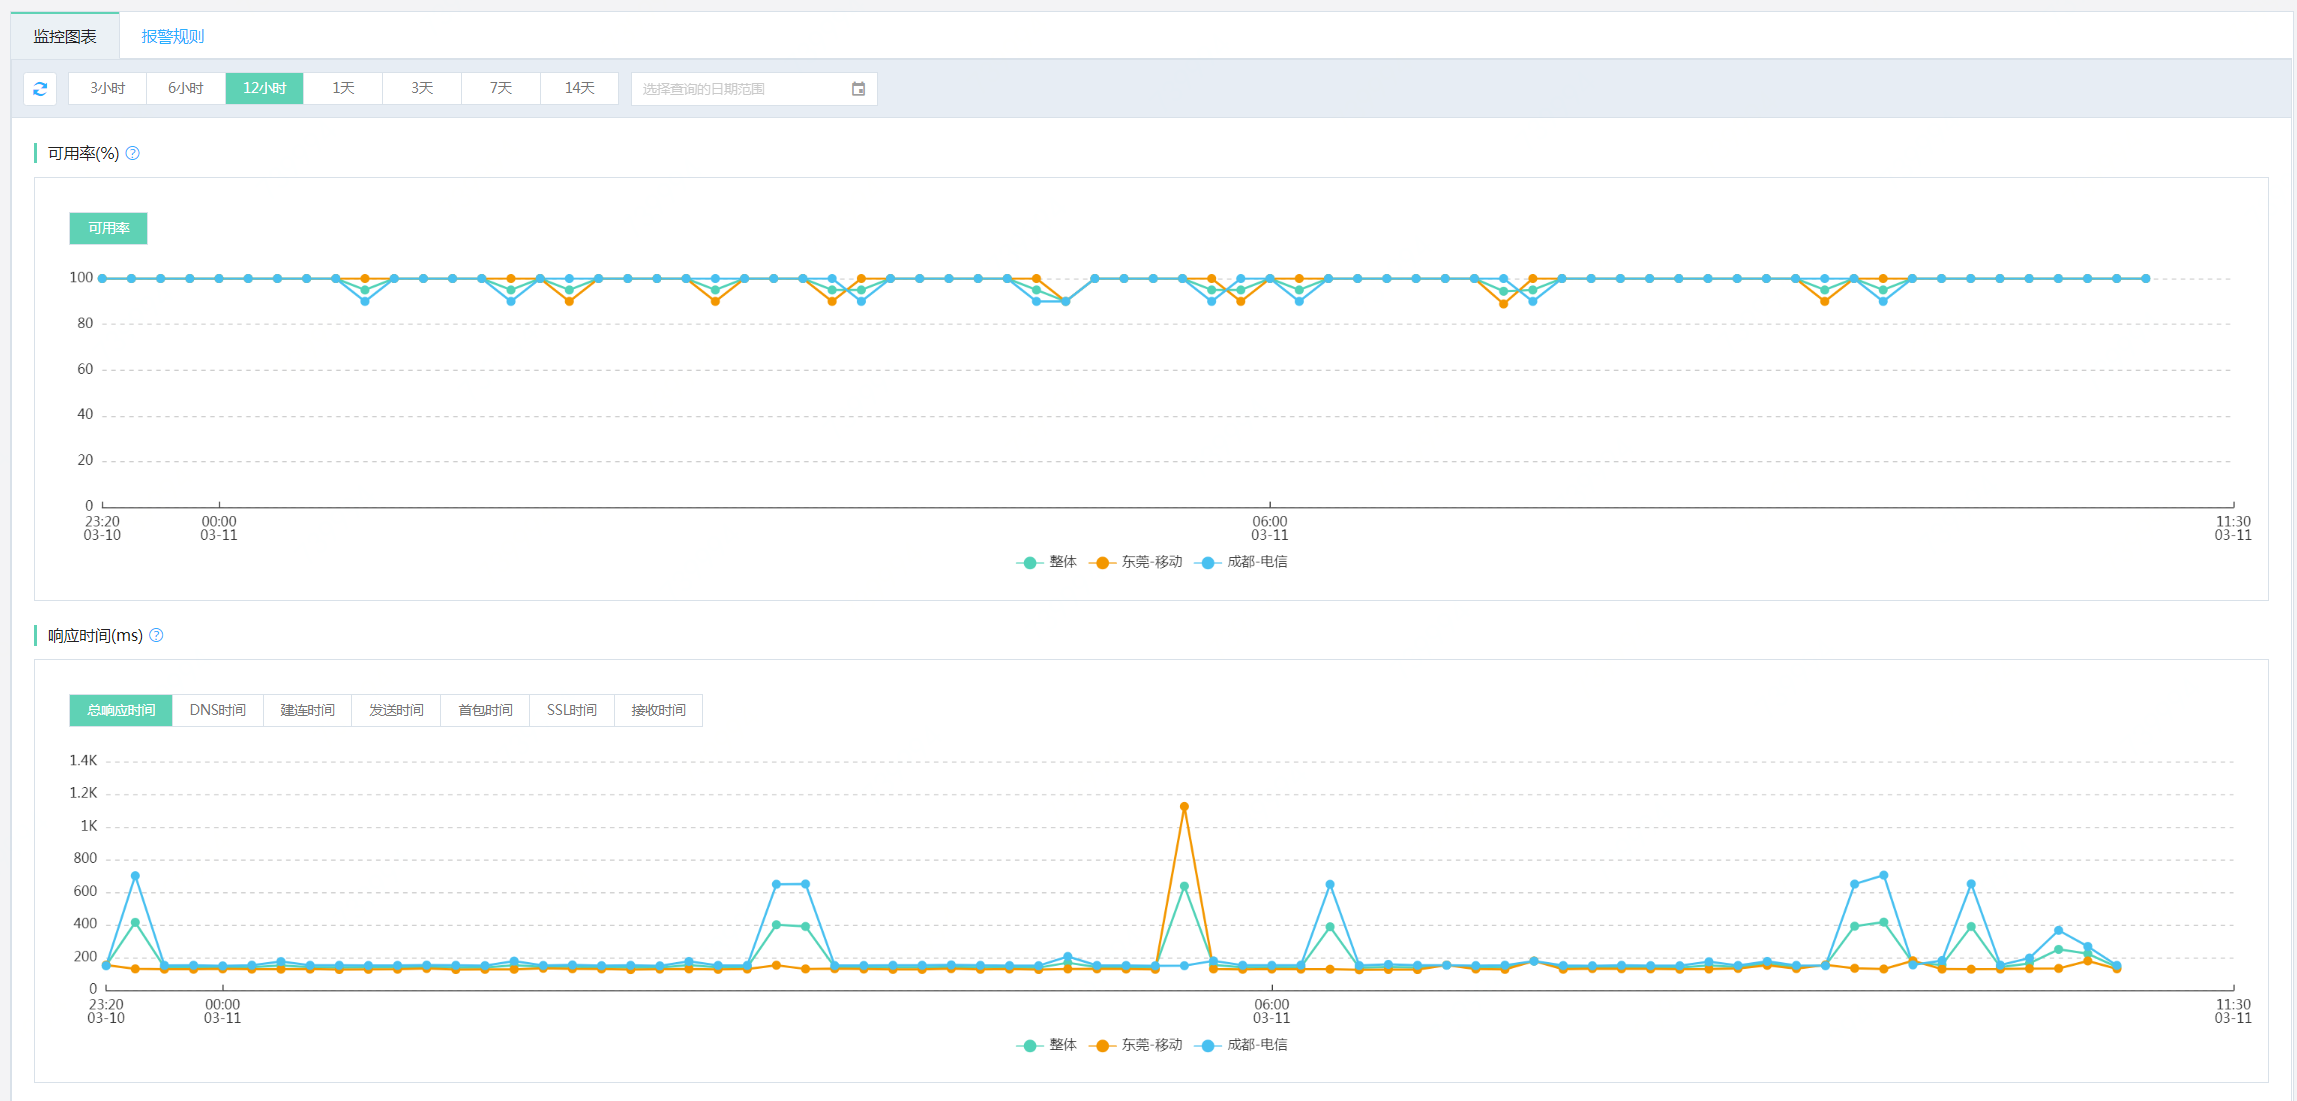 监控图表 报警规则
3小时 6小时 12小时 1天 3天 7天 14天 选择查询的日期范围
可用率(%) ?
可用率
100
80
60
40
20
0
23:20 00:00 06:00 11:30
03-10 03-11 03-11 03-11
整体 东莞-移动 成都-电信
响应时间(ms) ?
总响应时间 DNS时间 建连时间 发送时间 首包时间 SSL时间 接收时间
1.4K
1.2K
1K
800
600
400
200
0
23:20 00:00 06:00 11:30
03-10 03-11 03-11 03-11
整体 东莞-移动 成都-电信